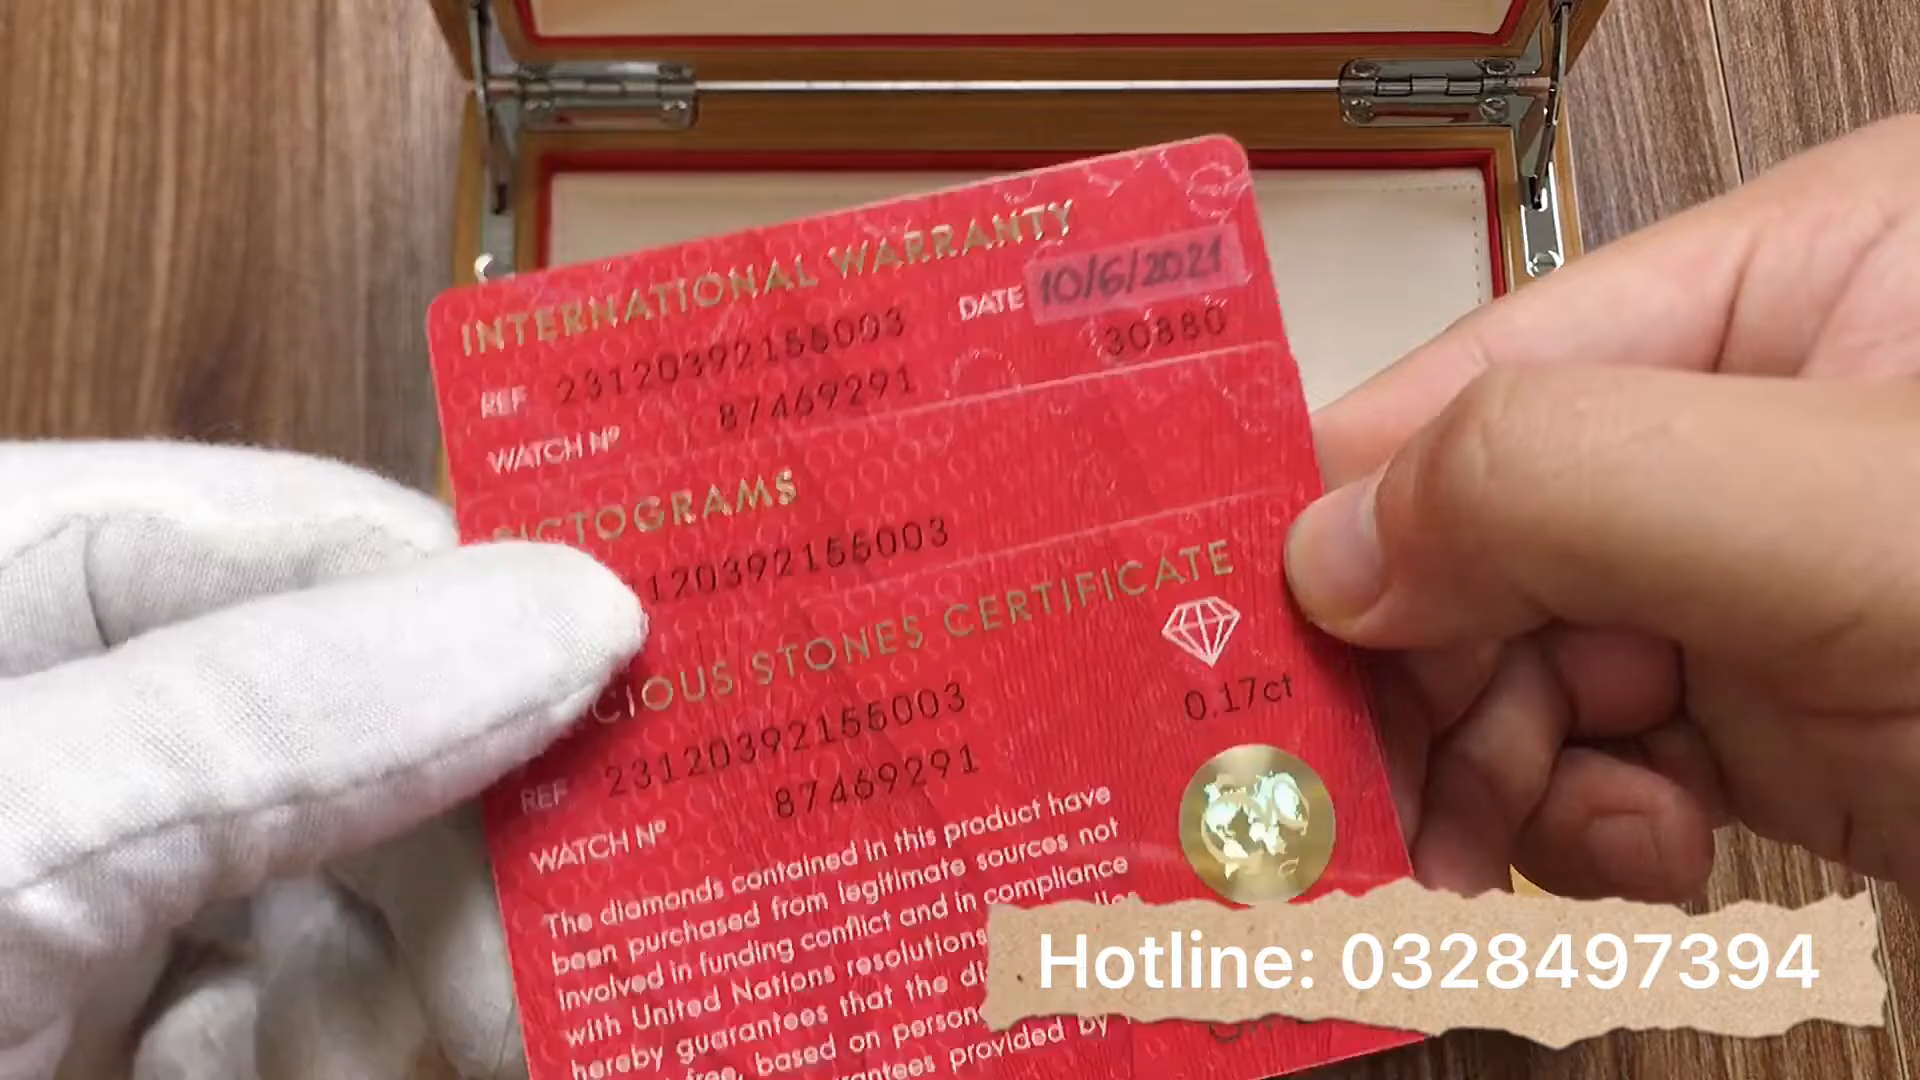 INTERNATIONAL WARRANTY
DATE 10/6/2021
REF 23120392155003
30880
WATCH Nº 87469291
PICTOGRAMS
120392155003
CIOUS STONES CERTIFICATE
0.17ct
REF 23120392155003
WATCH Nº 87469291
The diamonds contained in this product have
been purchased from legitimate sources not
involved in funding conflict and in compliance
with United Nations resolutions
hereby guarantees that the
free, based on
provided by
Hotline: 0328497394